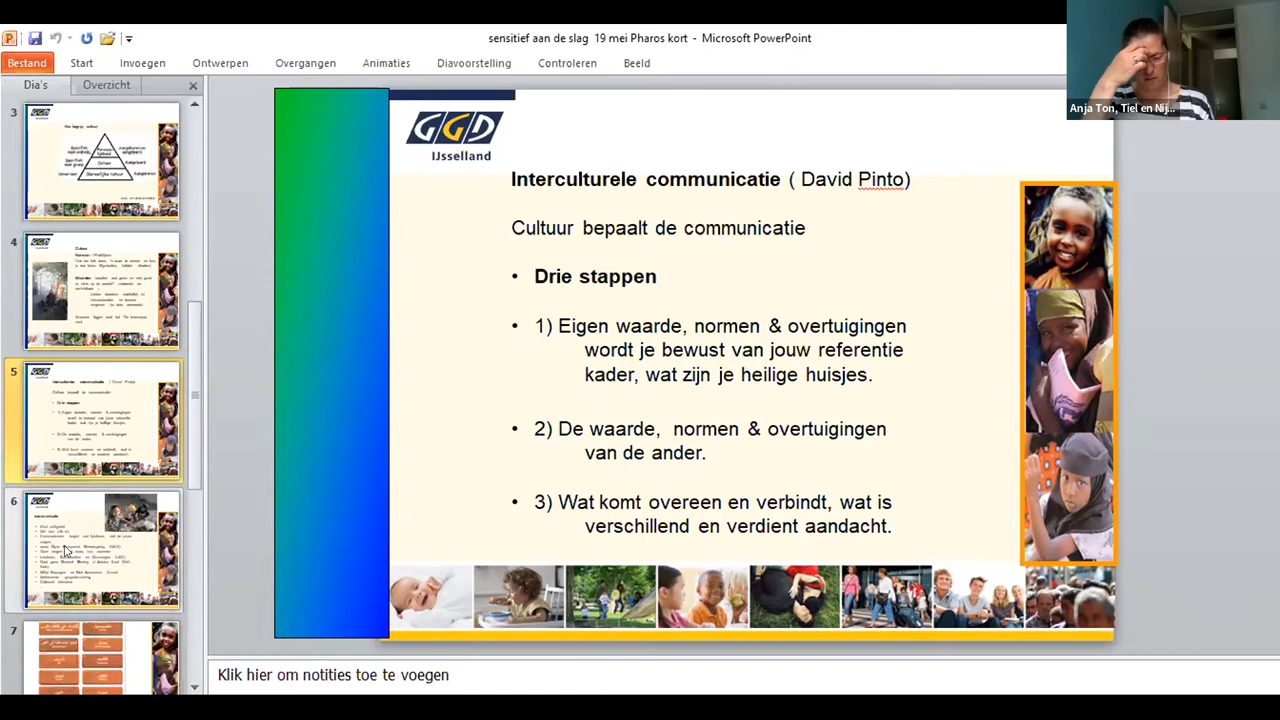 sensitief aan de slag 19 mei Pharos kort - Microsoft PowerPoint
Bestand Start Invoegen Ontwerpen Overgangen Animaties Diavoorstelling Controleren Beeld
Dia's Overzicht
Anja Ton, Tiel en Nij...
3
4
Cultuur
5
6
7
GGD
IJsselland
Interculturele communicatie ( David Pinto)
Cultuur bepaalt de communicatie
• Drie stappen
• 1) Eigen waarde, normen & overtuigingen
wordt je bewust van jouw referentie
kader, wat zijn je heilige huisjes.
• 2) De waarde, normen & overtuigingen
van de ander.
• 3) Wat komt overeen en verbindt, wat is
verschillend en verdient aandacht.
Klik hier om notities toe te voegen